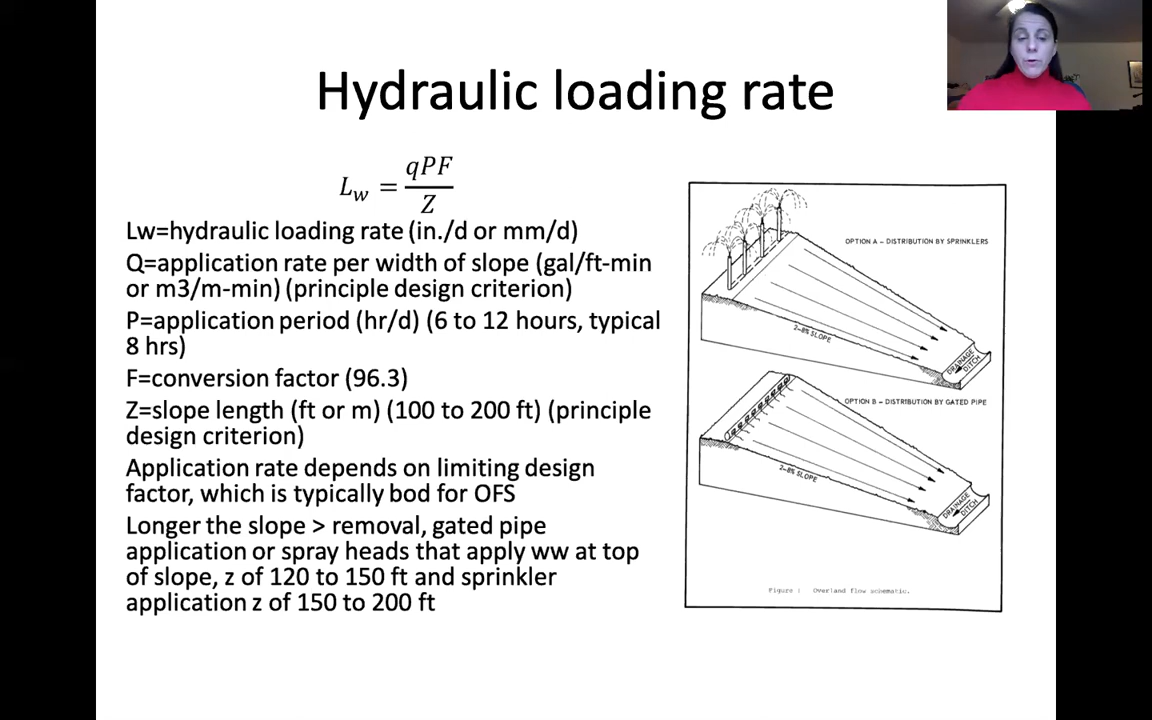 Hydraulic loading rate
L_w = qPF / Z
Lw=hydraulic loading rate (in./d or mm/d)
Q=application rate per width of slope (gal/ft-min
or m3/m-min) (principle design criterion)
P=application period (hr/d) (6 to 12 hours, typical
8 hrs)
F=conversion factor (96.3)
Z=slope length (ft or m) (100 to 200 ft) (principle
design criterion)
Application rate depends on limiting design
factor, which is typically bod for OFS
Longer the slope > removal, gated pipe
application or spray heads that apply ww at top
of slope, z of 120 to 150 ft and sprinkler
application z of 150 to 200 ft
OPTION A - DISTRIBUTION BY SPRINKLERS
2-8% SLOPE
DRAINAGE
DITCH
OPTION B - DISTRIBUTION BY GATED PIPE
2-8% SLOPE
DRAINAGE
DITCH
Figure 1 Overland flow schematic.